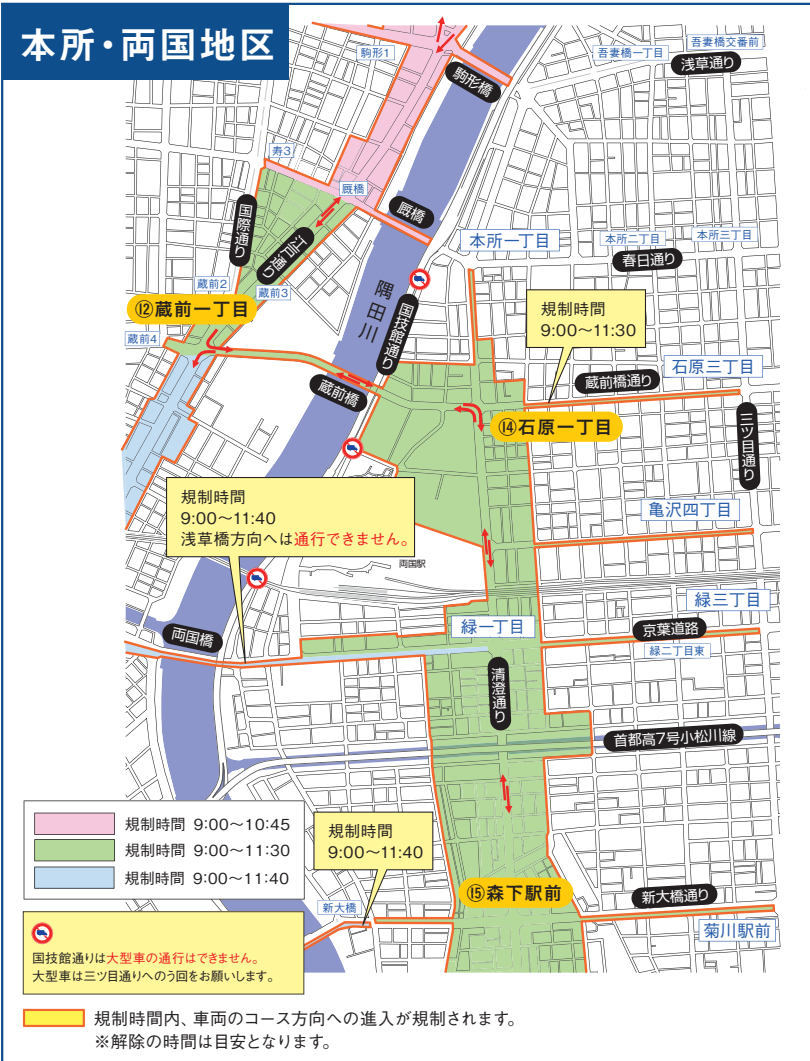 本所・両国地区
駒形1
吾妻橋一丁目
吾妻橋交番前
浅草通り
駒形橋
寿3
厩橋
厩橋
国際通り
江戸通り
本所一丁目
本所二丁目
本所三丁目
春日通り
蔵前2
蔵前3
⑫蔵前一丁目
隅田川
国技館通り
規制時間
9:00～11:30
蔵前4
石原三丁目
蔵前橋通り
蔵前橋
三ツ目通り
⑭石原一丁目
規制時間
9:00～11:40
浅草橋方向へは通行できません。
亀沢四丁目
両国駅
緑三丁目
両国橋
緑一丁目
京葉道路
緑二丁目東
清澄通り
首都高7号小松川線
規制時間 9:00～10:45
規制時間 9:00～11:30
規制時間 9:00～11:40
規制時間
9:00～11:40
⑮森下駅前
新大橋通り
新大橋
菊川駅前
国技館通りは大型車の通行はできません。
大型車は三ツ目通りへのう回をお願いします。
規制時間内、車両のコース方向への進入が規制されます。
※解除の時間は目安となります。